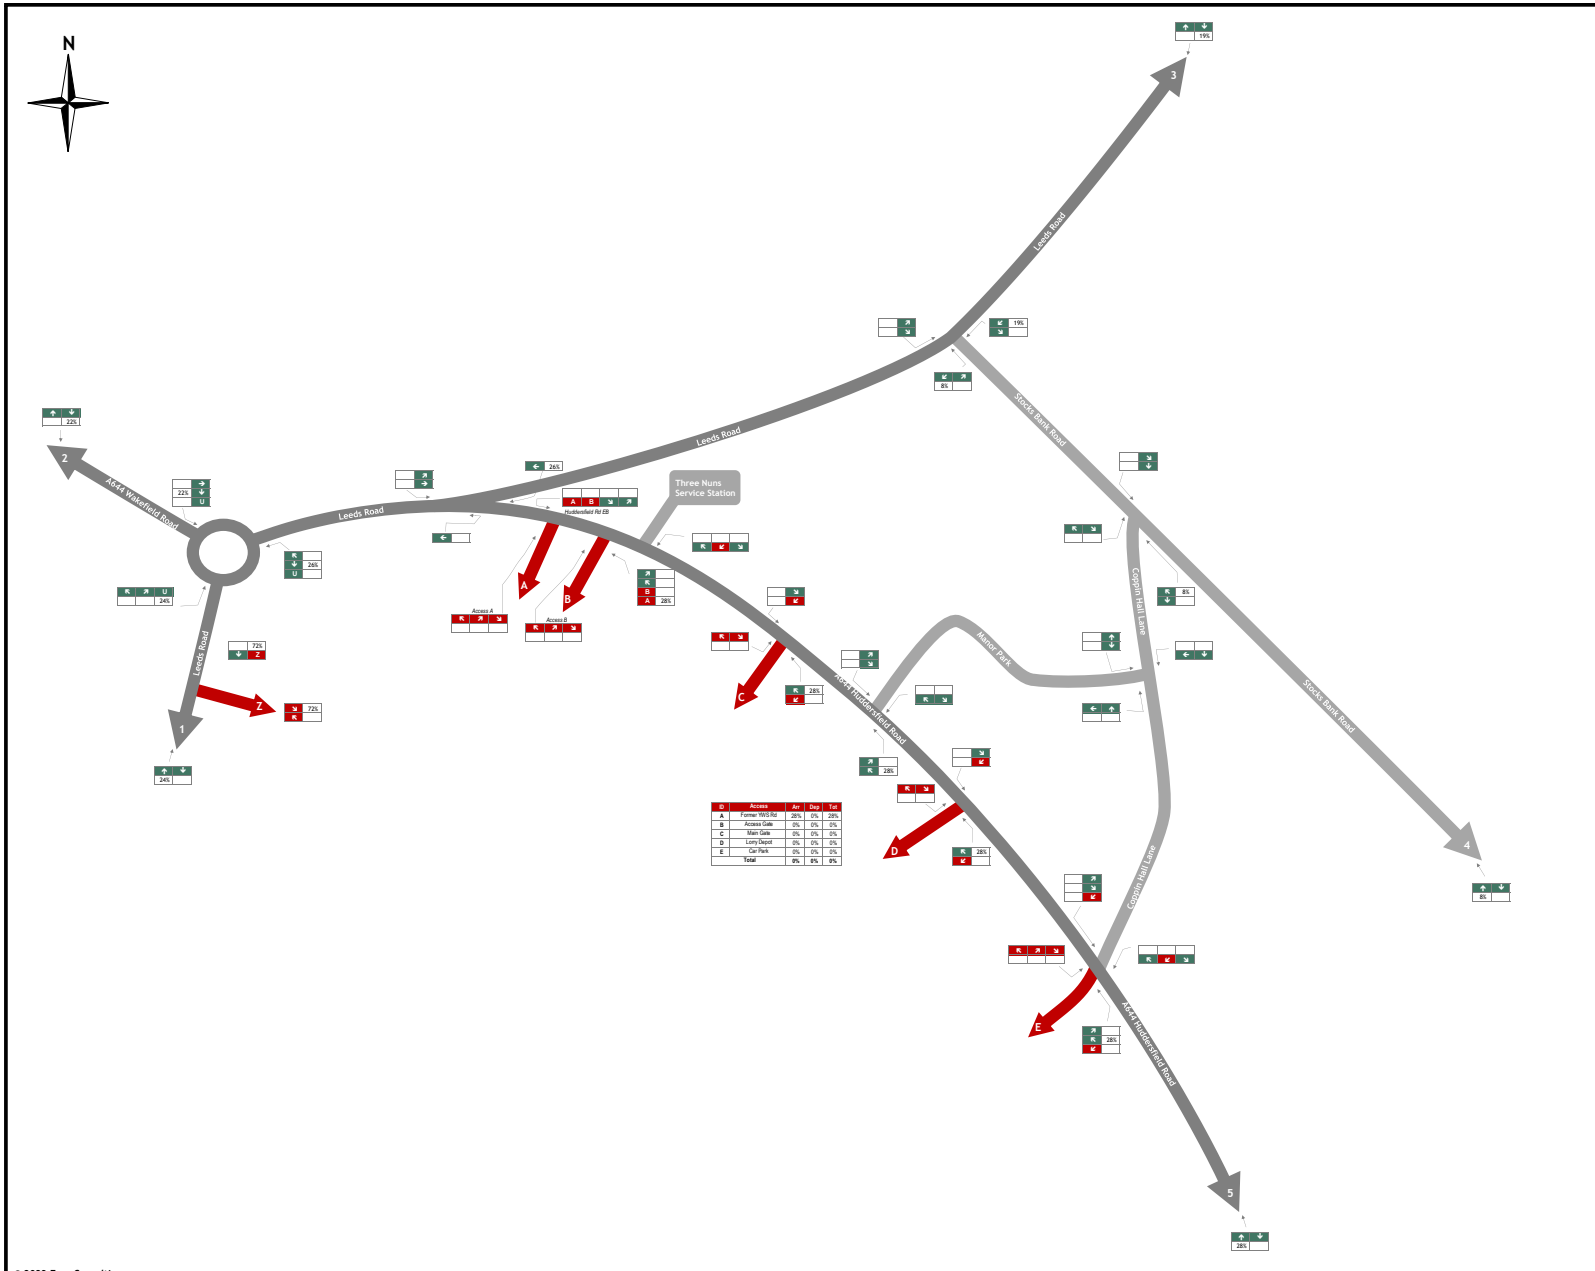 N
19%
3
Leeds Road
19%
8%
Stocks Bank Road
Leeds Road
22%
2
A644 Wakefield Road
22%
U
26%
Three Nuns
Service Station
A B
Huddersfield Rd EB
Leeds Road
U
26%
U
24%
A
B
B
A 28%
Access A
Access B
8%
Coppin Hall Lane
Manor Park
72%
Z
Leeds Road
Z
72%
1
24%
C
28%
A644 Huddersfield Road
28%
Stocks Bank Road
ID Access Arr Dep Tot
A Former YWS Rd 28% 0% 28%
B Access Gate 0% 0% 0%
C Main Gate 0% 0% 0%
D Lorry Depot 0% 0% 0%
E Car Park 0% 0% 0%
Total 0% 0% 0%
D
28%
4
8%
Coppin Hall Lane
E
28%
A644 Huddersfield Road
5
28%